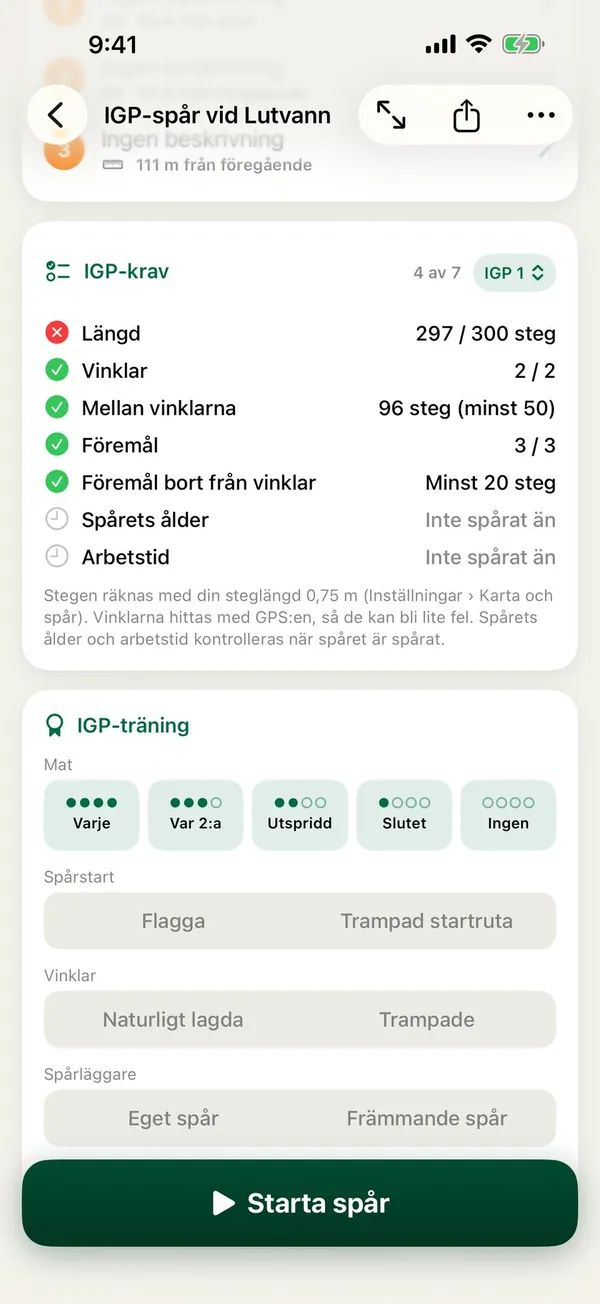 9:41
IGP-spår vid Lutvann
Ingen beskrivning
3
111 m från föregående
IGP-krav
4 av 7
IGP 1
Längd
297 / 300 steg
Vinklar
2 / 2
Mellan vinklarna
96 steg (minst 50)
Föremål
3 / 3
Föremål bort från vinklar
Minst 20 steg
Spårets ålder
Inte spårat än
Arbetstid
Inte spårat än
Stegen räknas med din steglängd 0,75 m (Inställningar › Karta och
spår). Vinklarna hittas med GPS:en, så de kan bli lite fel. Spårets
ålder och arbetstid kontrolleras när spåret är spårat.
IGP-träning
Mat
Varje
Var 2:a
Utspridd
Slutet
Ingen
Spårstart
Flagga
Trampad startruta
Vinklar
Naturligt lagda
Trampade
Spårläggare
Eget spår
Främmande spår
Starta spår